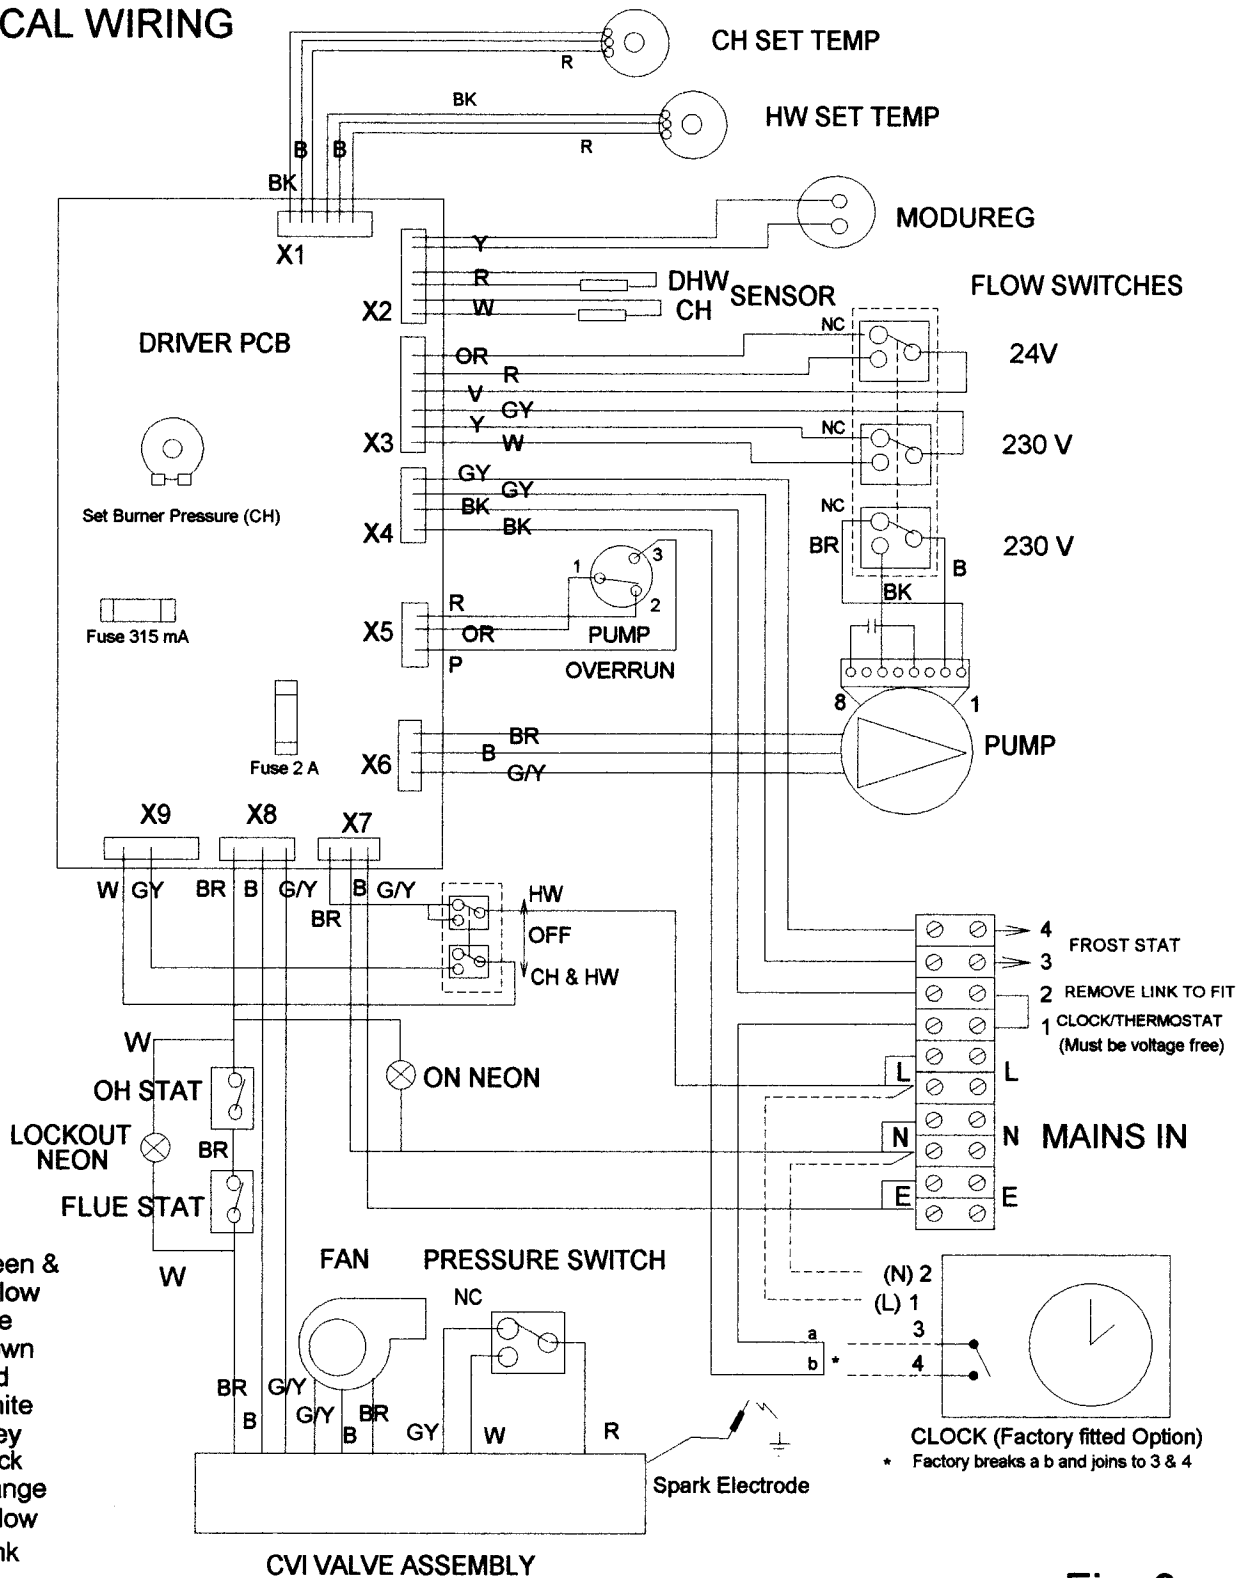 CAL WIRING
CH SET TEMP
R
BK
HW SET TEMP
B B
R
BK
MODUREG
X1
Y
R
DHW
SENSOR
FLOW SWITCHES
W
CH
X2
NC
DRIVER PCB
OR
24V
R
V
GY
Y
NC
X3
W
230 V
GY
GY
Set Burner Pressure (CH)
BK
NC
X4
BK
BR
230 V
3
1
B
BK
R
2
Fuse 315 mA
X5
OR
PUMP
OVERRUN
P
8
1
BR
PUMP
B
Fuse 2 A
X6
G/Y
X9
X8
X7
W GY
BR B G/Y
B G/Y
HW
BR
OFF
4
FROST STAT
3
CH & HW
2 REMOVE LINK TO FIT
1 CLOCK/THERMOSTAT
(Must be voltage free)
W
ON NEON
L
L
OH STAT
LOCKOUT
NEON
BR
N
N
MAINS IN
FLUE STAT
E
E
een &
low
e
own
d
nite
ey
ck
ange
low
nk
W
FAN
PRESSURE SWITCH
(N) 2
NC
(L) 1
a
3
b
*
4
BR
G/Y
G/Y
BR
B
B
GY
W
R
CLOCK (Factory fitted Option)
* Factory breaks a b and joins to 3 & 4
Spark Electrode
CVI VALVE ASSEMBLY